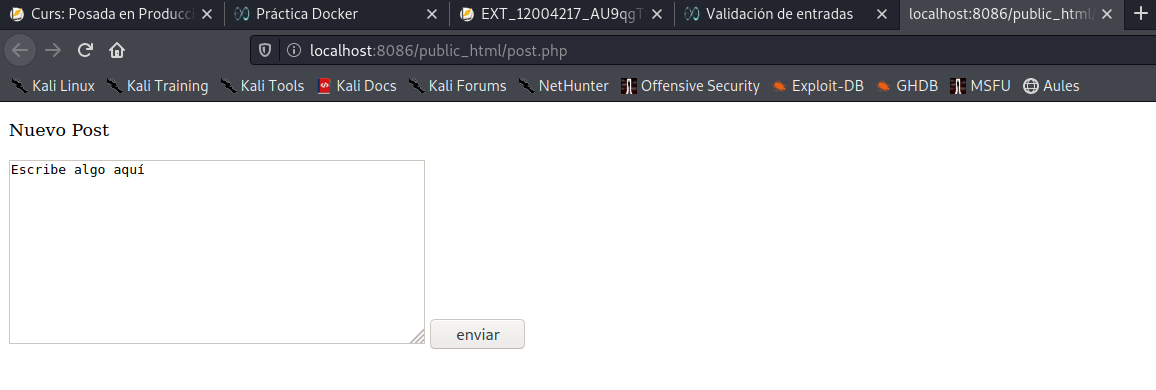 Curs: Posada en Producci Práctica Docker EXT_12004217_AU9qgT Validación de entradas localhost:8086/public_html/
localhost:8086/public_html/post.php
Kali Linux Kali Training Kali Tools Kali Docs Kali Forums NetHunter Offensive Security Exploit-DB GHDB MSFU Aules
Nuevo Post
Escribe algo aquí
enviar